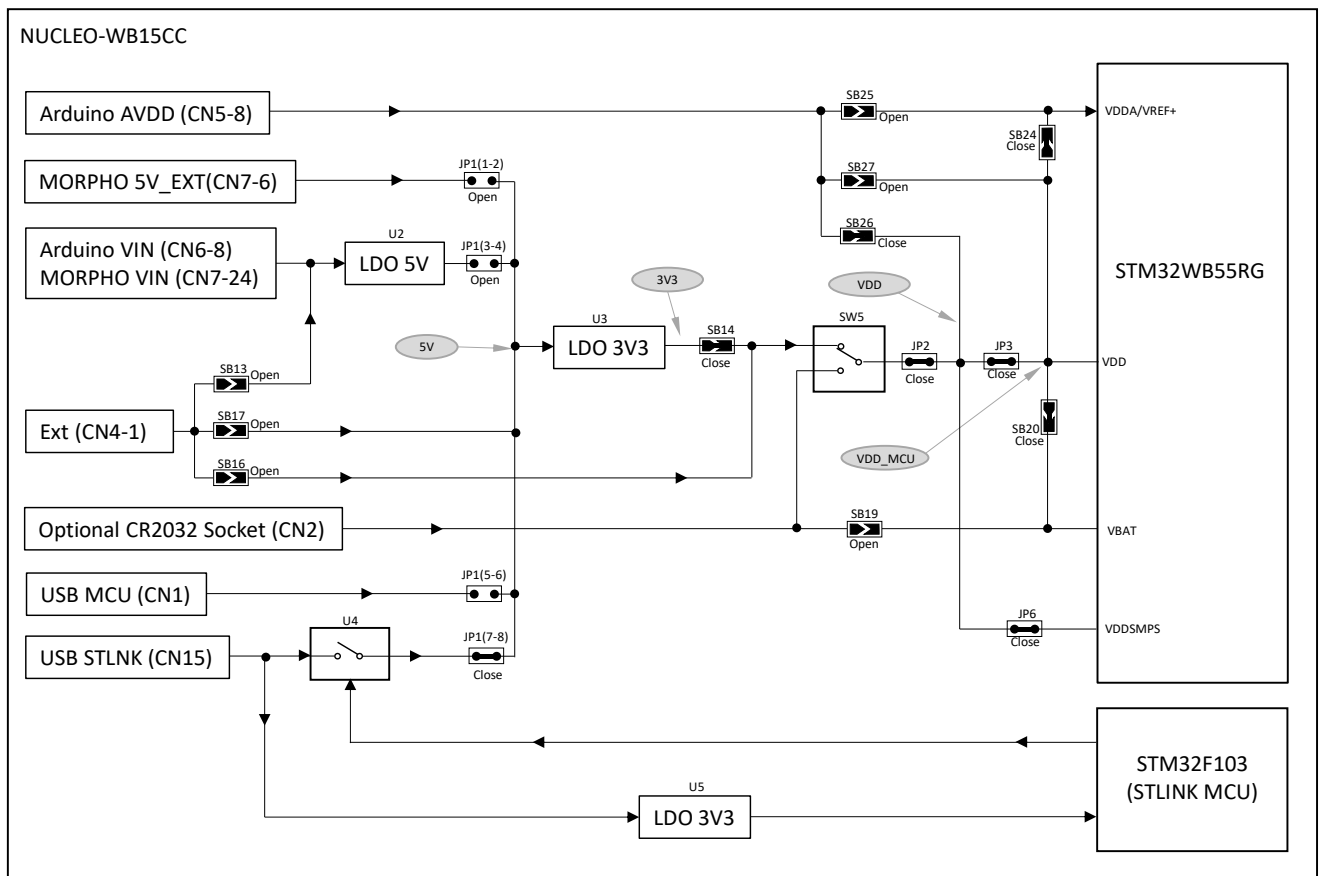 NUCLEO-WB15CC
Arduino AVDD (CN5-8)
SB25
Open
VDDA/VREF+
SB24
Close
MORPHO 5V_EXT(CN7-6)
JP1(1-2)
Open
SB27
Open
Arduino VIN (CN6-8)
MORPHO VIN (CN7-24)
U2
LDO 5V
JP1(3-4)
Open
SB26
Close
STM32WB55RG
3V3
VDD
5V
U3
LDO 3V3
SB14
Close
SW5
JP2
Close
JP3
Close
VDD
SB13
Open
Ext (CN4-1)
SB17
Open
SB16
Open
SB20
Close
VDD_MCU
Optional CR2032 Socket (CN2)
SB19
Open
VBAT
USB MCU (CN1)
JP1(5-6)
JP6
Close
VDDSMPS
USB STLNK (CN15)
U4
JP1(7-8)
Close
STM32F103
(STLINK MCU)
U5
LDO 3V3